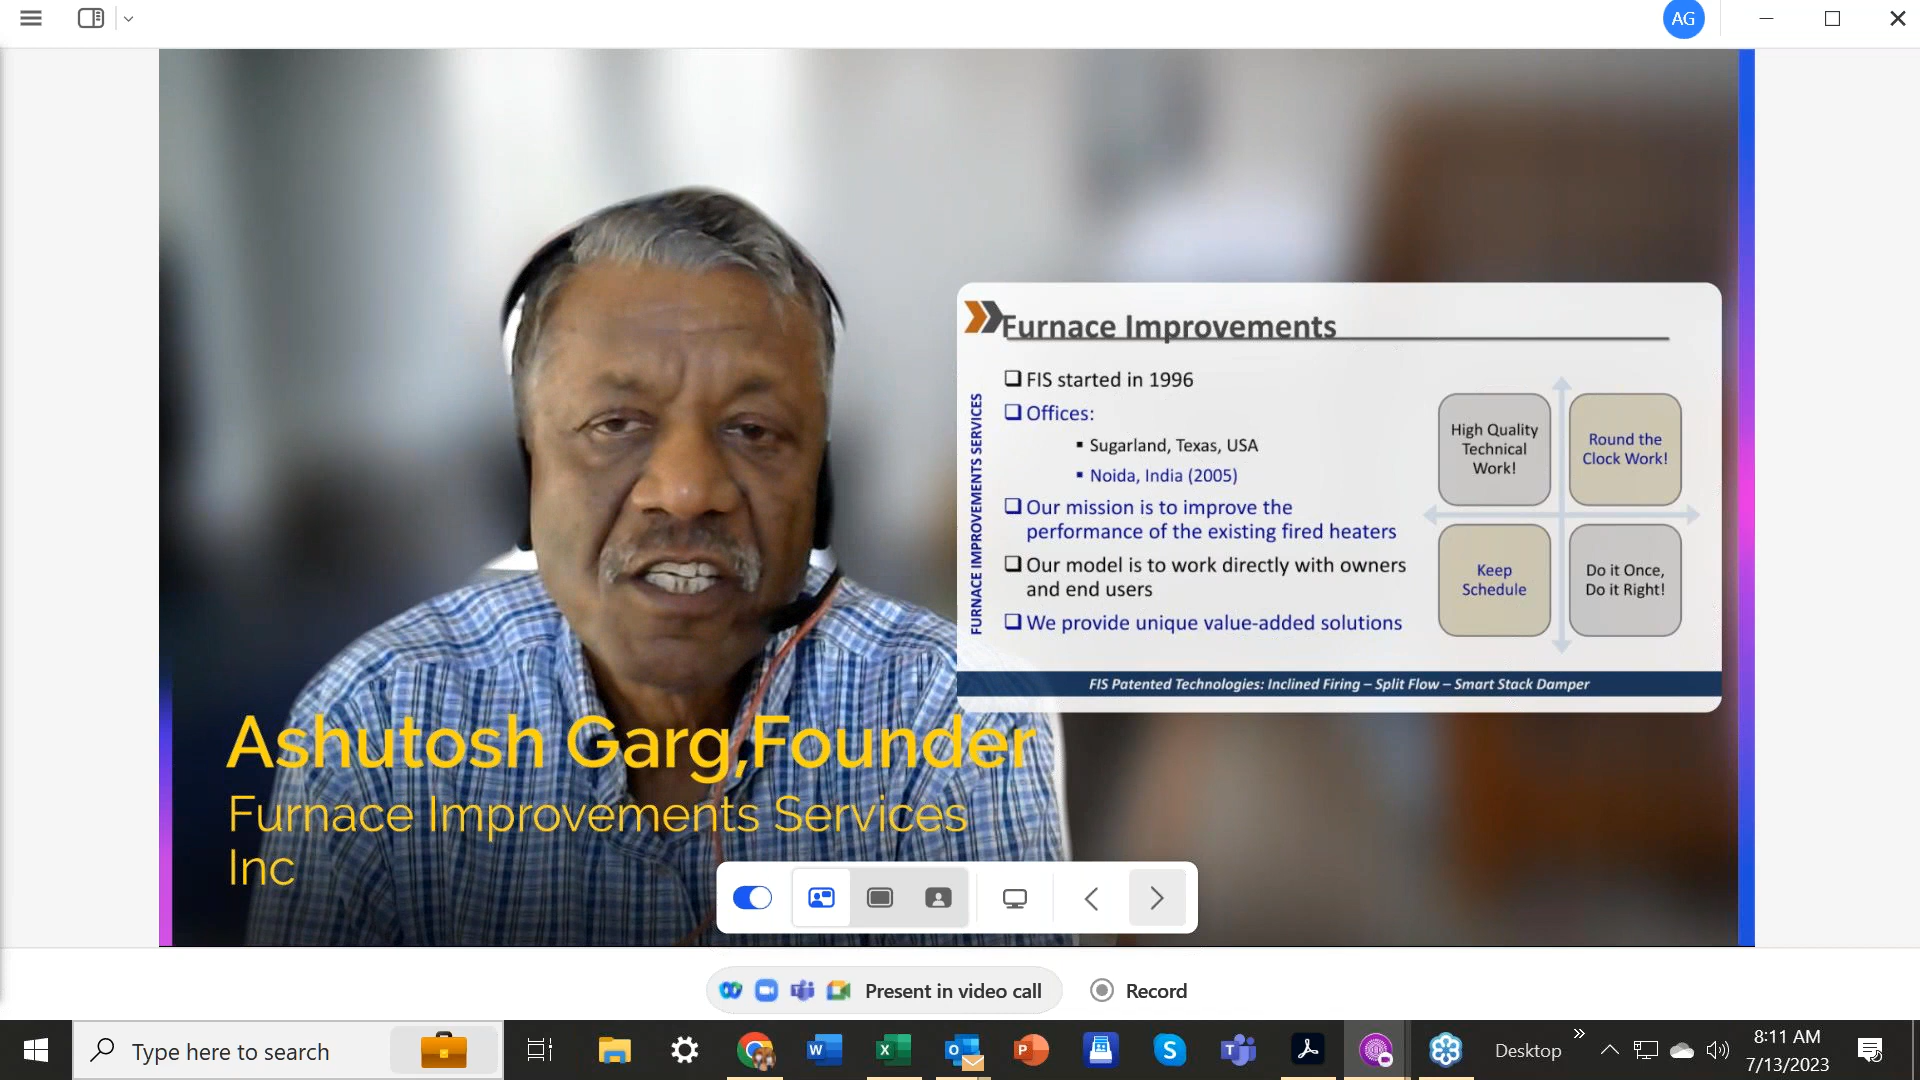 AG
Furnace Improvements
FURNACE IMPROVEMENTS SERVICES
FIS started in 1996
Offices:
Sugarland, Texas, USA
Noida, India (2005)
Our mission is to improve the
performance of the existing fired heaters
Our model is to work directly with owners
and end users
We provide unique value-added solutions
High Quality
Technical
Work!
Round the
Clock Work!
Keep
Schedule
Do it Once,
Do it Right!
FIS Patented Technologies: Inclined Firing – Split Flow – Smart Stack Damper
Ashutosh Garg,Founder
Furnace Improvements Services
Inc
Present in video call
Record
Type here to search
Desktop
8:11 AM
7/13/2023